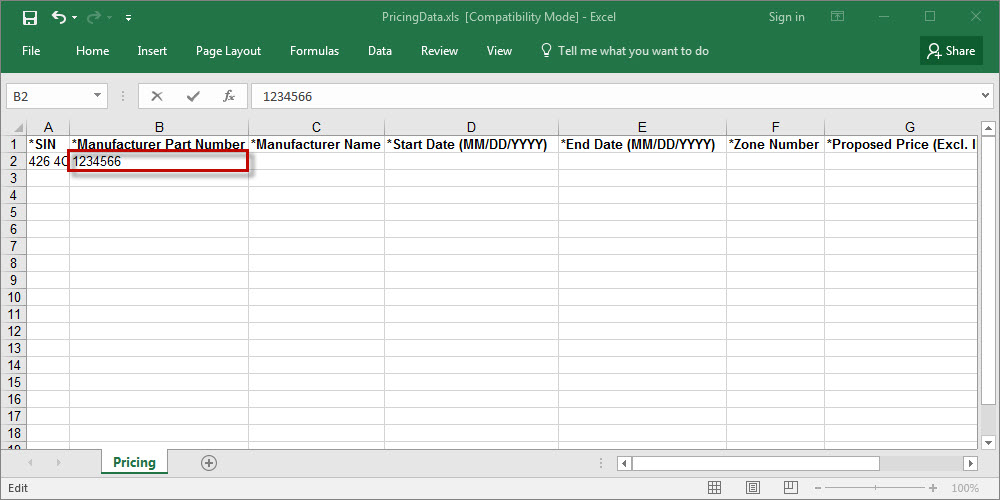 PricingData.xls [Compatibility Mode] - Excel
Sign in
File Home Insert Page Layout Formulas Data Review View Tell me what you want to do Share
B2 fx 1234566
A B C D E F G
1 *SIN *Manufacturer Part Number *Manufacturer Name *Start Date (MM/DD/YYYY) *End Date (MM/DD/YYYY) *Zone Number *Proposed Price (Excl. I
2 426 4C 1234566
3
4
5
6
7
8
9
10
11
12
13
14
15
16
17
18
19
Pricing
Edit 100%